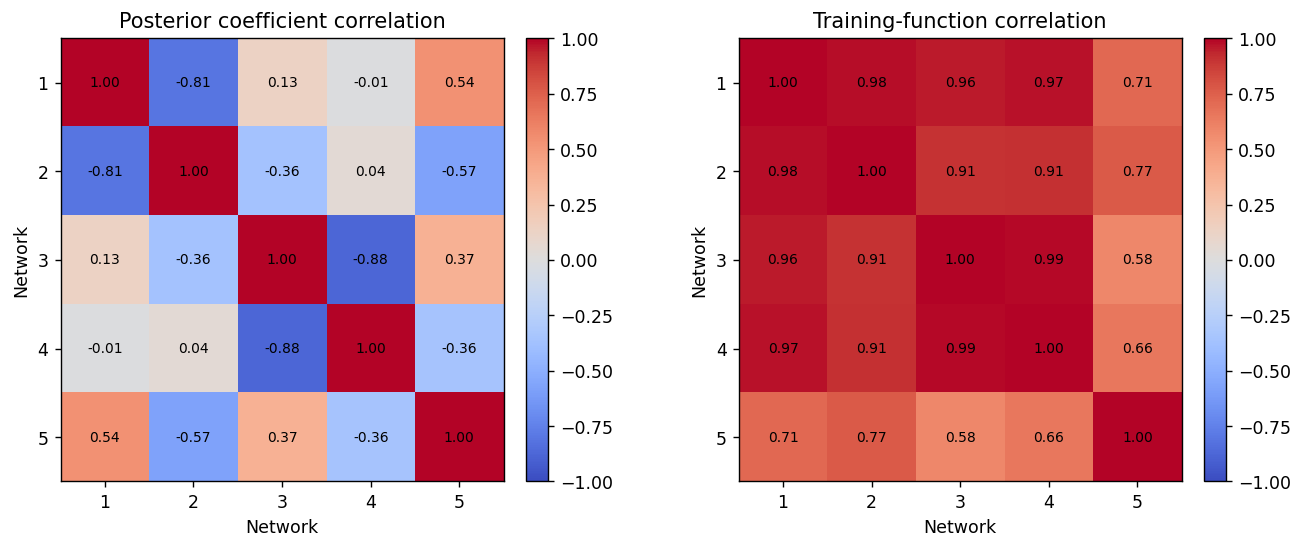 Posterior coefficient correlation
1 1.00 -0.81 0.13 -0.01 0.54
2 -0.81 1.00 -0.36 0.04 -0.57
3 0.13 -0.36 1.00 -0.88 0.37
4 -0.01 0.04 -0.88 1.00 -0.36
5 0.54 -0.57 0.37 -0.36 1.00
1 2 3 4 5
Network
Network
1.00
0.75
0.50
0.25
0.00
−0.25
−0.50
−0.75
−1.00
Training-function correlation
1 1.00 0.98 0.96 0.97 0.71
2 0.98 1.00 0.91 0.91 0.77
3 0.96 0.91 1.00 0.99 0.58
4 0.97 0.91 0.99 1.00 0.66
5 0.71 0.77 0.58 0.66 1.00
1 2 3 4 5
Network
Network
1.00
0.75
0.50
0.25
0.00
−0.25
−0.50
−0.75
−1.00